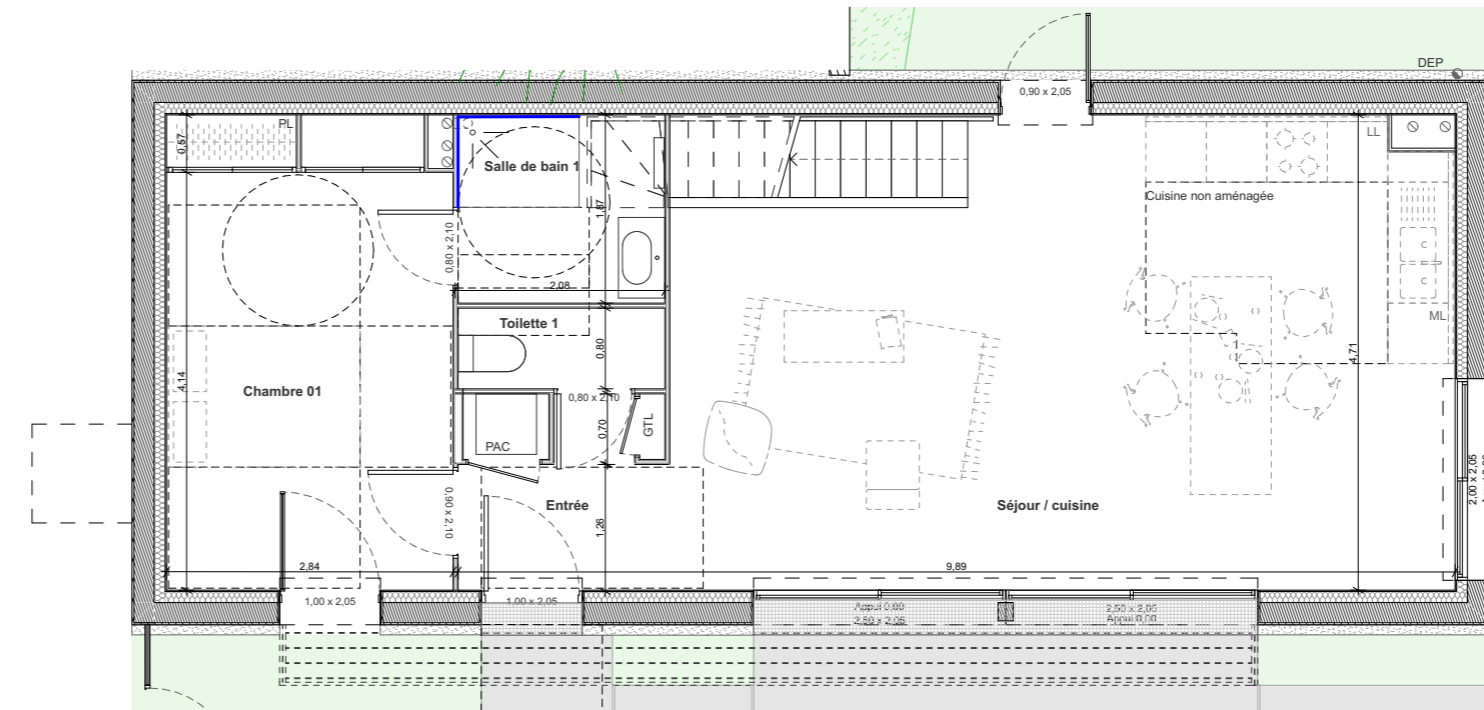 DEP
0,90 x 2,05
PL
LL
0,57
Salle de bain 1
Cuisine non aménagée
1,87
0,80 x 2,10
C
C
2,08
ML
Toilette 1
0,80
4,71
4,14
Chambre 01
0,80 x 2,10
0,70
GTL
PAC
2,00 x 2,05
0,90 x 2,10
Entrée
1,26
Séjour / cuisine
2,84
9,89
1,00 x 2,05
1,00 x 2,05
Appui 0,00
2,50 x 2,05
2,50 x 2,05
Appui 0,00